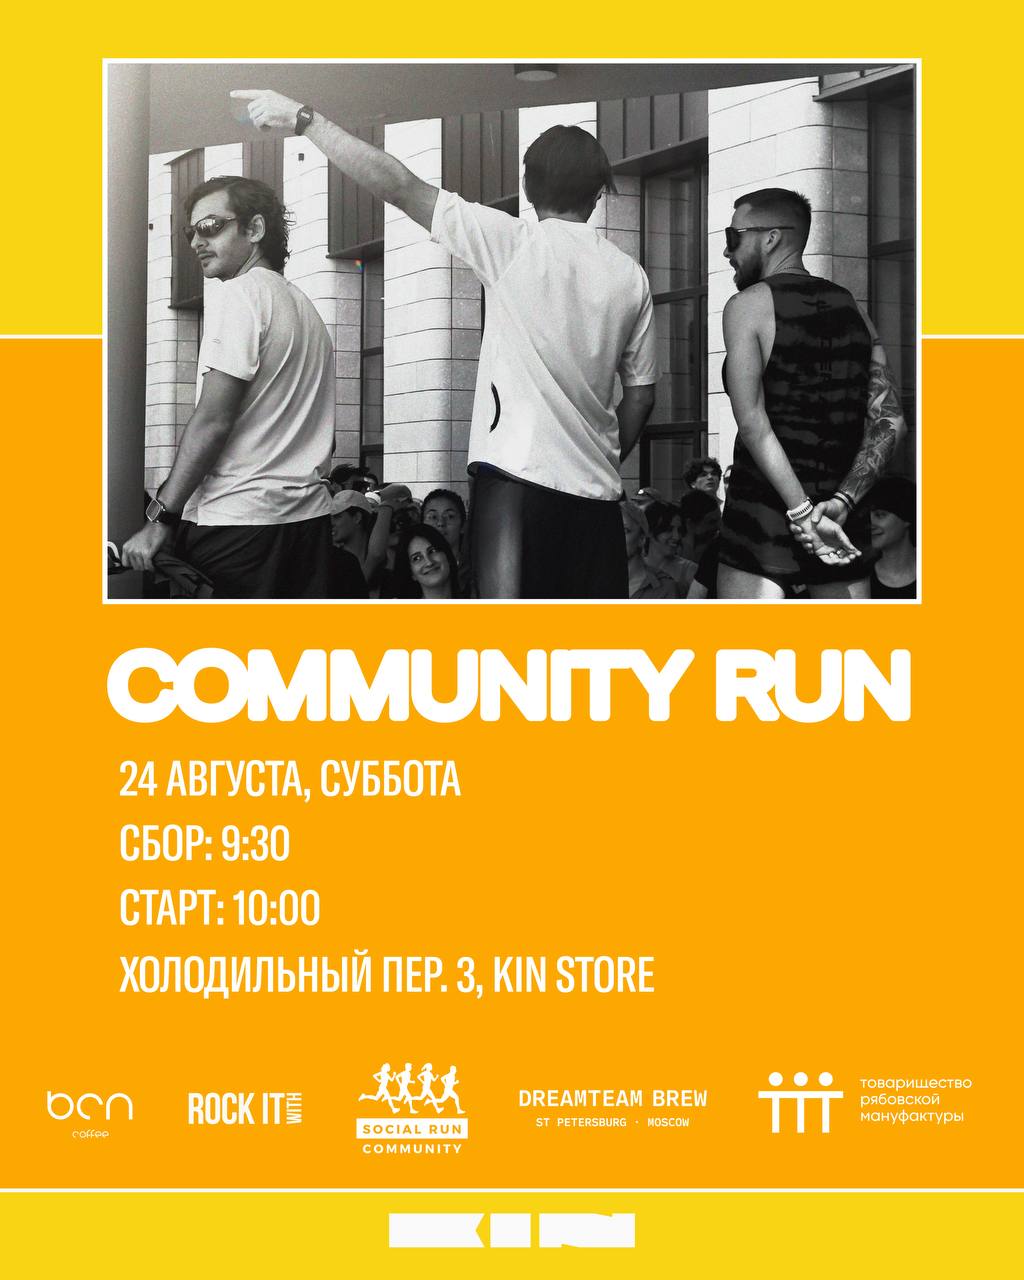 COMMUNITY RUN
24 АВГУСТА, СУББОТА
СБОР: 9:30
СТАРТ: 10:00
ХОЛОДИЛЬНЫЙ ПЕР. 3, KIN STORE
bcn
coffee
ROCK IT WITH
SOCIAL RUN
COMMUNITY
DREAMTEAM BREW
ST PETERSBURG · MOSCOW
товарищество
рябовской
мануфактуры
KIN